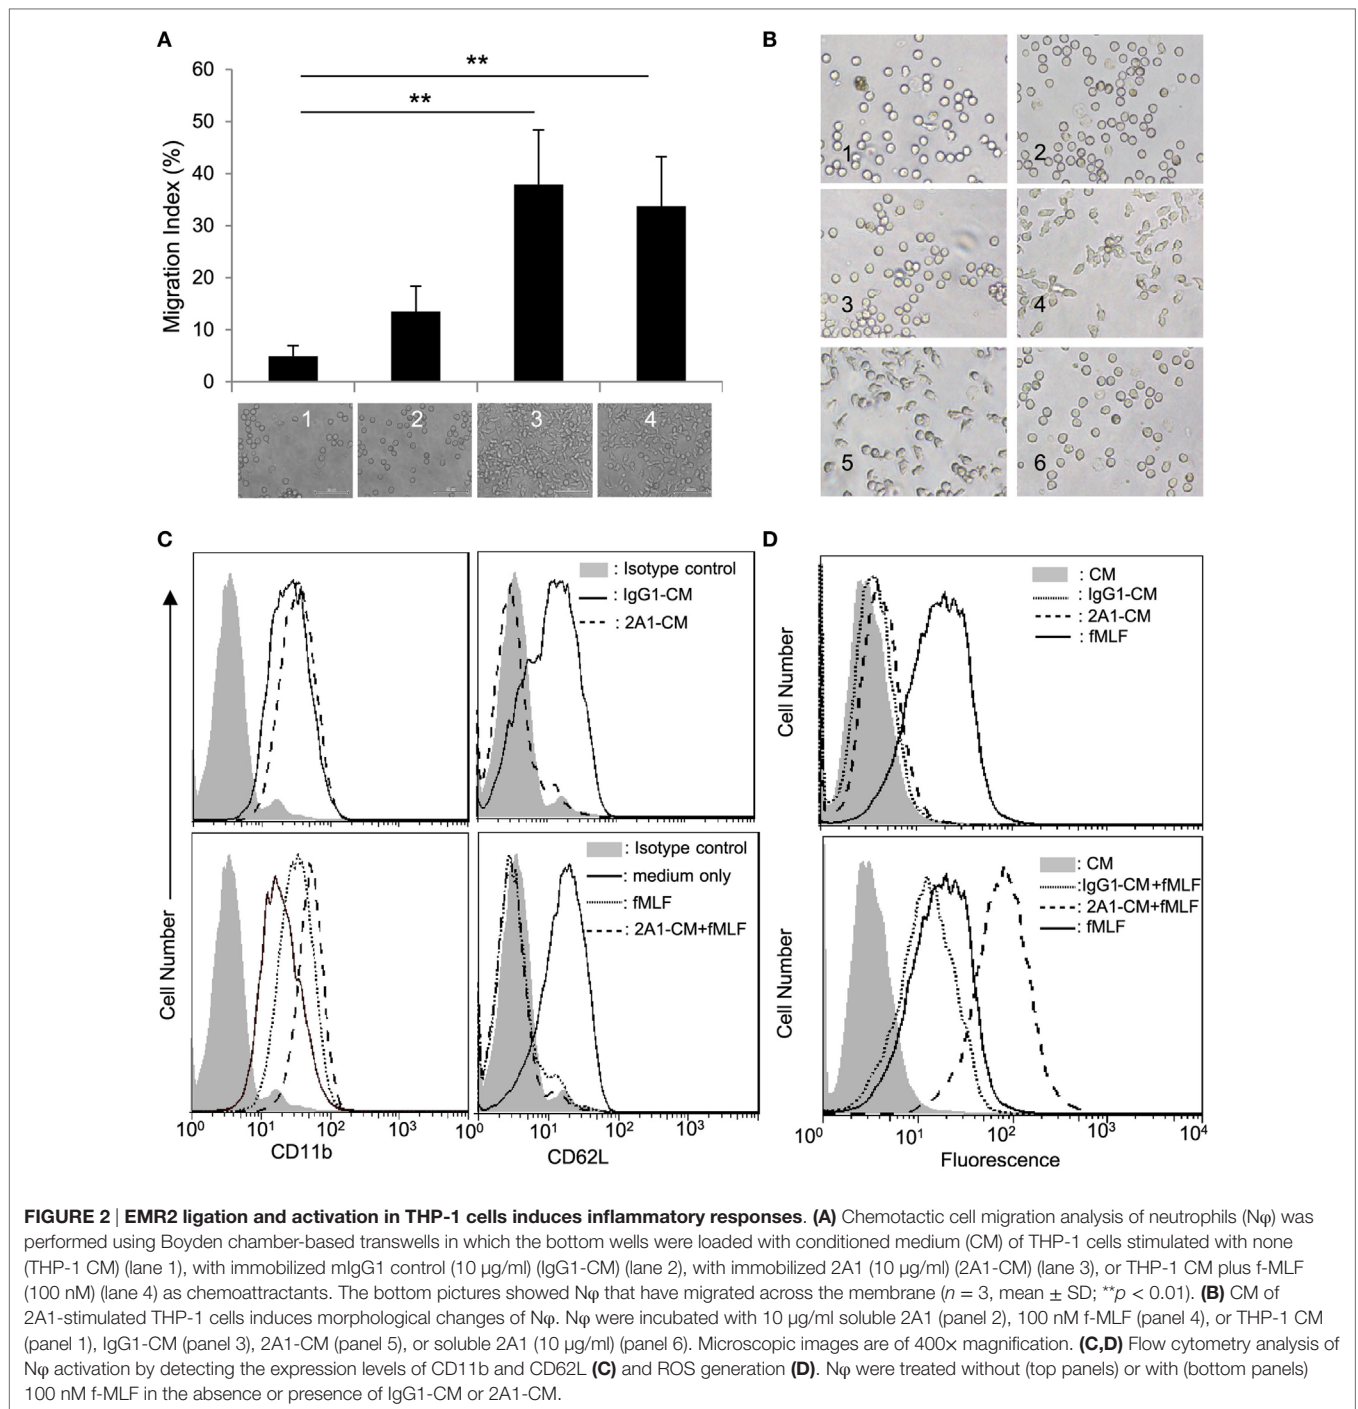 A
**
**
60
50
40
30
20
10
0
Migration Index (%)
1
2
3
4
B
1
2
3
4
5
6
C
: Isotype control
: IgG1-CM
: 2A1-CM
: Isotype control
: medium only
: fMLF
: 2A1-CM+fMLF
Cell Number
10⁰
10¹
10²
10³
10
10¹
10²
10³
CD11b
CD62L
D
: CM
: IgG1-CM
: 2A1-CM
: fMLF
Cell Number
: CM
:IgG1-CM+fMLF
: 2A1-CM+fMLF
: fMLF
Cell Number
10⁰
10¹
10²
10³
10⁴
Fluorescence
FIGURE 2 | EMR2 ligation and activation in THP-1 cells induces inflammatory responses. (A) Chemotactic cell migration analysis of neutrophils (Nφ) was
performed using Boyden chamber-based transwells in which the bottom wells were loaded with conditioned medium (CM) of THP-1 cells stimulated with none
(THP-1 CM) (lane 1), with immobilized mIgG1 control (10 μg/ml) (IgG1-CM) (lane 2), with immobilized 2A1 (10 μg/ml) (2A1-CM) (lane 3), or THP-1 CM plus f-MLF
(100 nM) (lane 4) as chemoattractants. The bottom pictures showed Nφ that have migrated across the membrane (n = 3, mean ± SD; **p < 0.01). (B) CM of
2A1-stimulated THP-1 cells induces morphological changes of Nφ. Nφ were incubated with 10 μg/ml soluble 2A1 (panel 2), 100 nM f-MLF (panel 4), or THP-1 CM
(panel 1), IgG1-CM (panel 3), 2A1-CM (panel 5), or soluble 2A1 (10 μg/ml) (panel 6). Microscopic images are of 400× magnification. (C,D) Flow cytometry analysis of
Nφ activation by detecting the expression levels of CD11b and CD62L (C) and ROS generation (D). Nφ were treated without (top panels) or with (bottom panels)
100 nM f-MLF in the absence or presence of IgG1-CM or 2A1-CM.